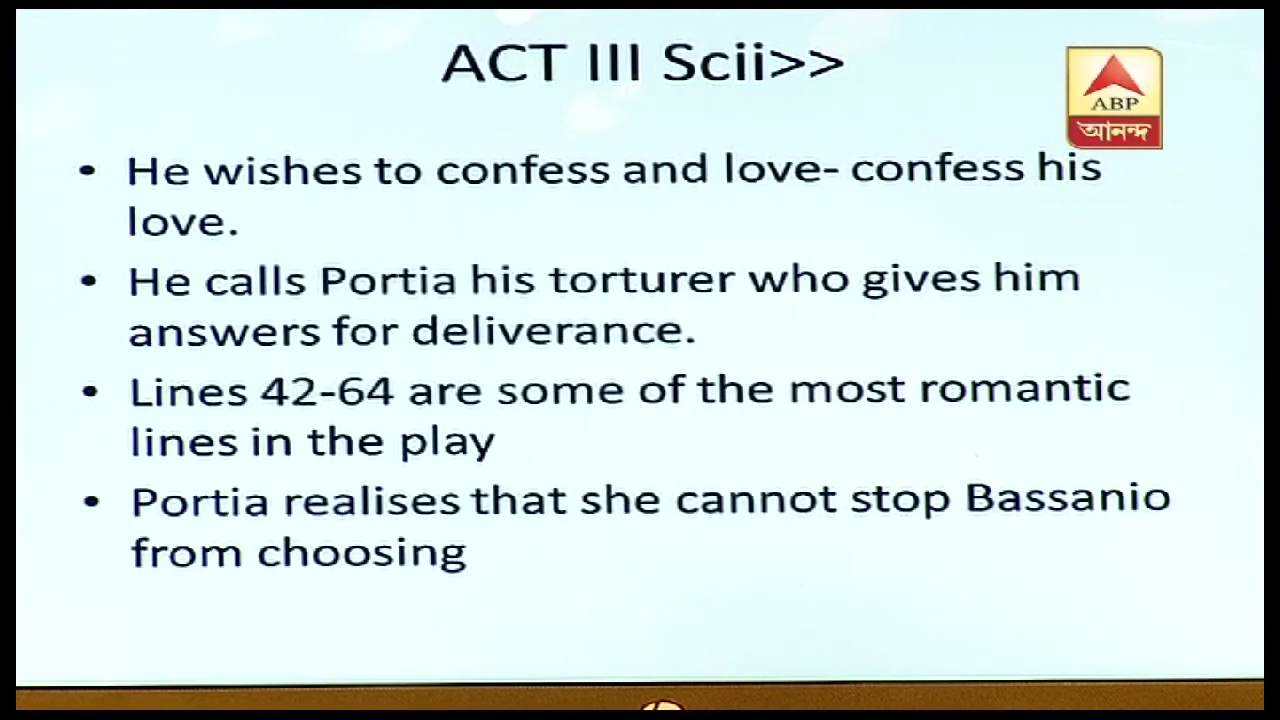 ACT III Scii>>
ABP
আনন্দ
• He wishes to confess and love- confess his
love.
• He calls Portia his torturer who gives him
answers for deliverance.
• Lines 42-64 are some of the most romantic
lines in the play
• Portia realises that she cannot stop Bassanio
from choosing